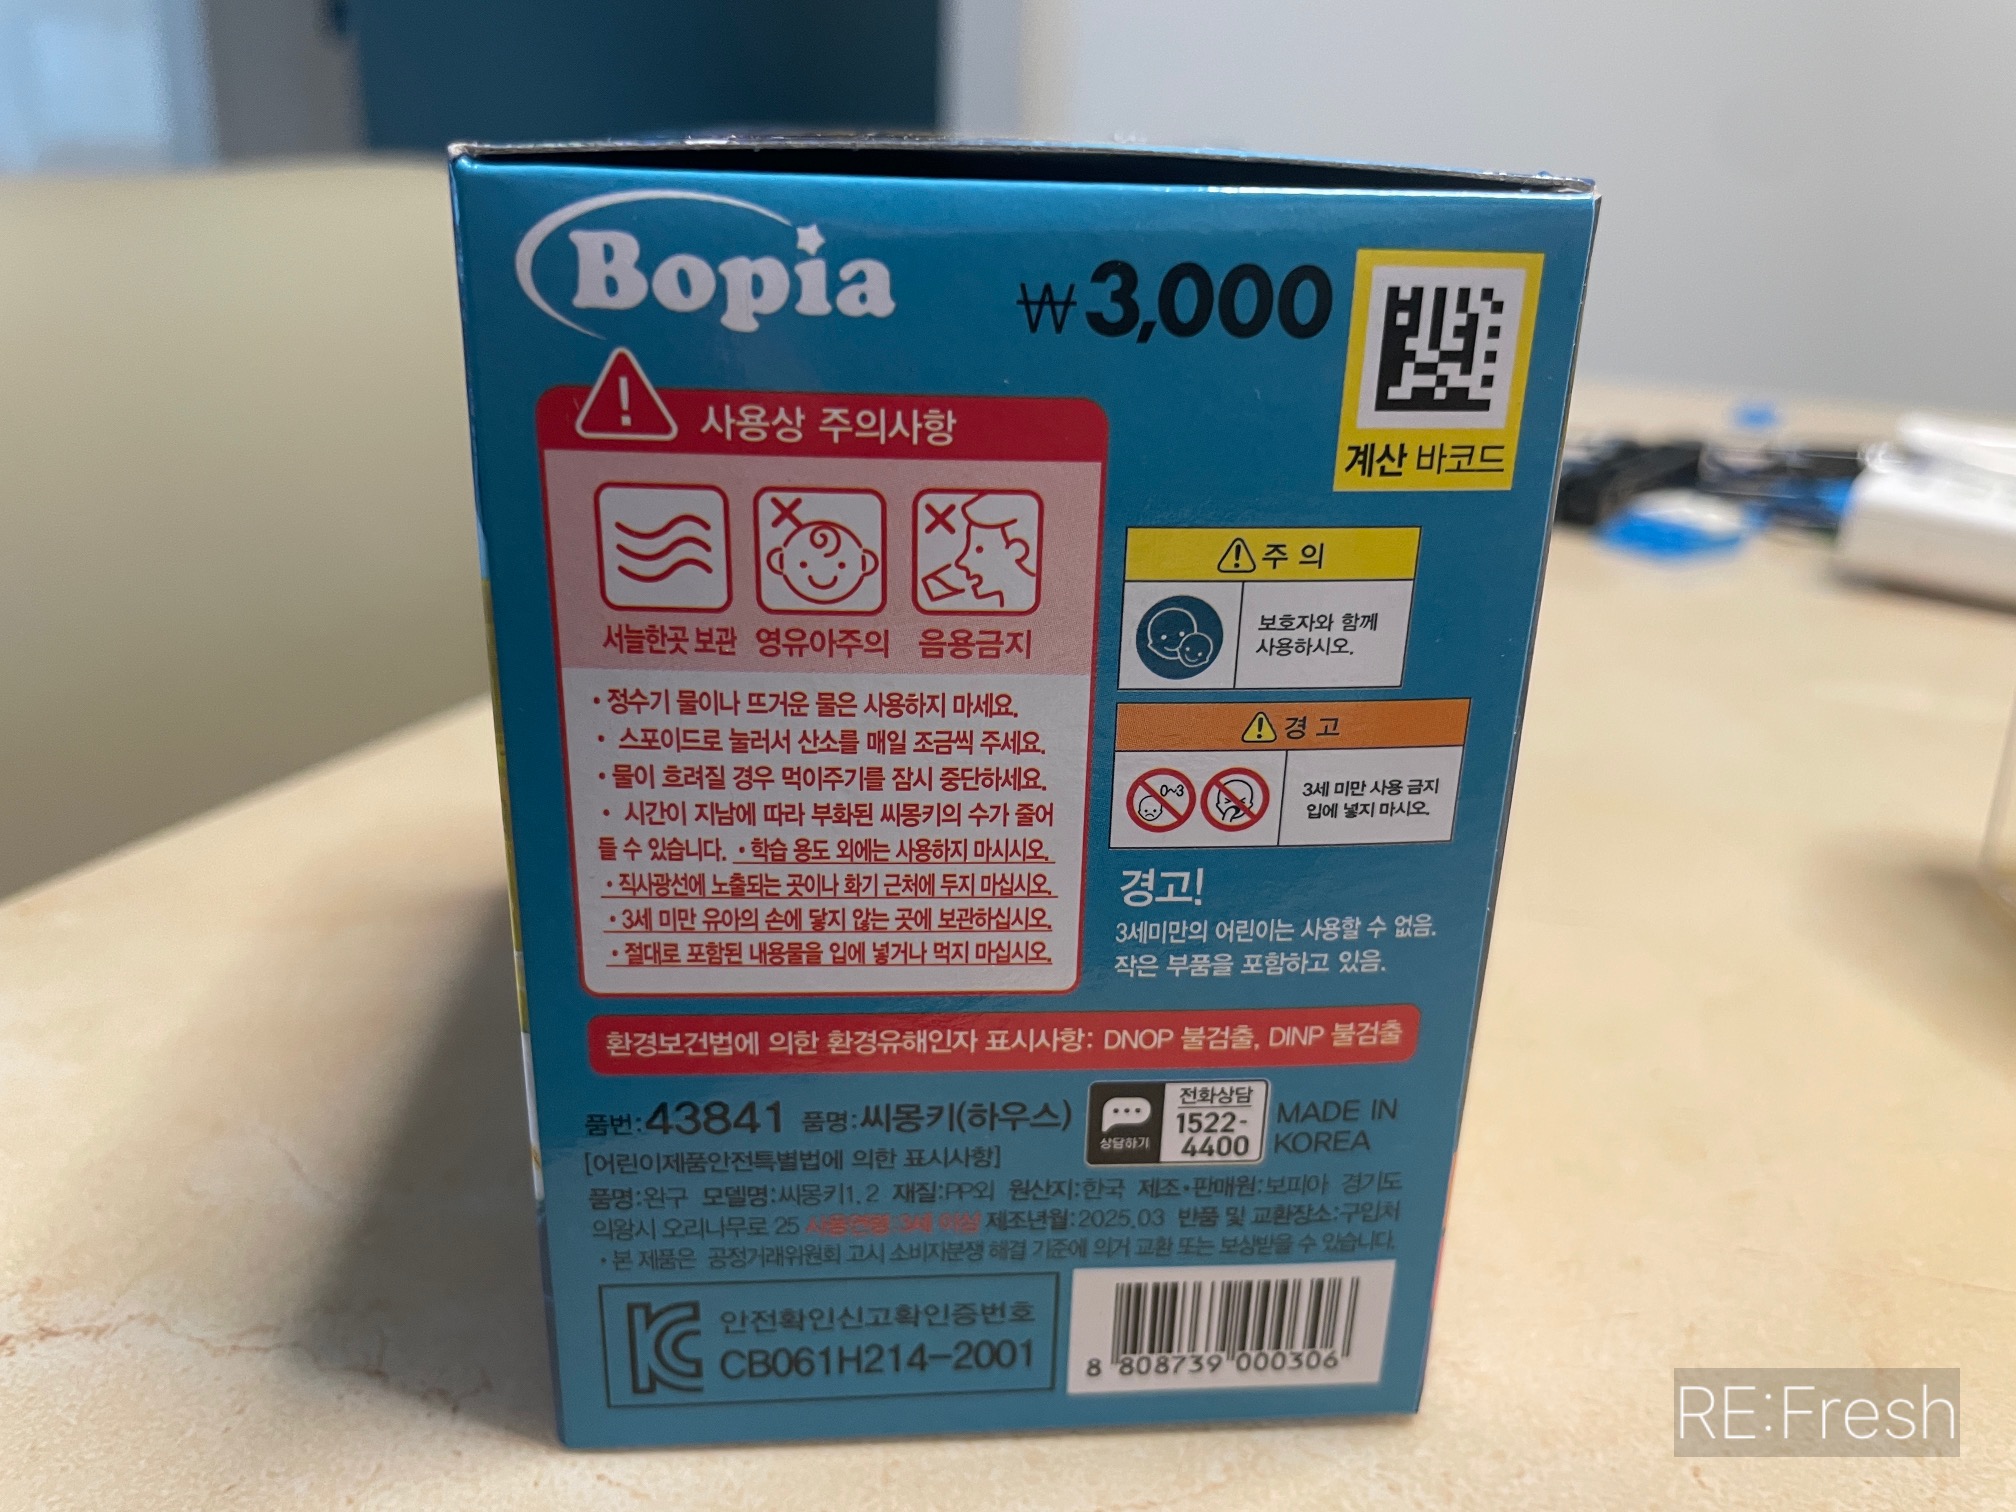 Bopia
₩3,000
계산 바코드
사용상 주의사항
서늘한곳 보관 영유아주의 음용금지
• 정수기 물이나 뜨거운 물은 사용하지 마세요.
• 스포이드로 눌러서 산소를 매일 조금씩 주세요.
• 물이 흐려질 경우 먹이주기를 잠시 중단하세요.
• 시간이 지남에 따라 부화된 씨몽키의 수가 줄어
들 수 있습니다. • 학습 용도 외에는 사용하지 마시시오.
• 직사광선에 노출되는 곳이나 화기 근처에 두지 마십시오.
• 3세 미만 유아의 손에 닿지 않는 곳에 보관하십시오.
• 절대로 포함된 내용물을 입에 넣거나 먹지 마십시오.
주 의
보호자와 함께
사용하시오.
경 고
0~3
3세 미만 사용 금지
입에 넣지 마시오.
경고!
3세미만의 어린이는 사용할 수 없음.
작은 부품을 포함하고 있음.
환경보건법에 의한 환경유해인자 표시사항: DNOP 불검출, DINP 불검출
품번:43841 품명:씨몽키(하우스)
상담하기
전화상담
1522-
4400
MADE IN
KOREA
[어린이제품안전특별법에 의한 표시사항]
품명:완구 모델명:씨몽키1, 2 재질:PP외 원산지:한국 제조•판매원:보피아 경기도
의왕시 오리나무로 25 사용연령:3세 이상 제조년월:2025.03 반품 및 교환장소:구입처
• 본 제품은 공정거래위원회 고시 소비자분쟁 해결 기준에 의거 교환 또는 보상받을 수 있습니다.
안전확인신고확인증번호
CB061H214-2001
8 808739 000306
RE:Fresh